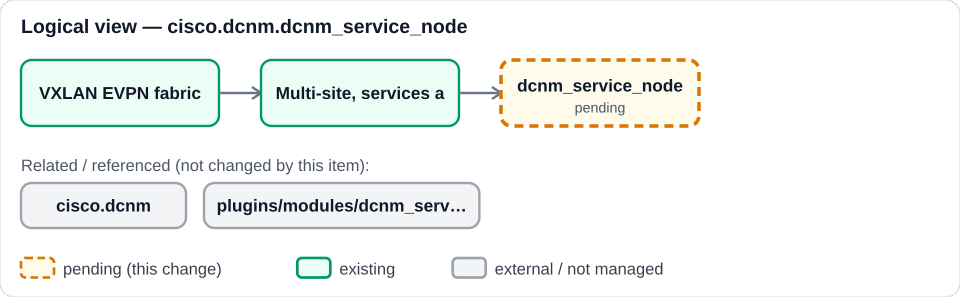 Logical view — cisco.dcnm.dcnm_service_node
VXLAN EVPN fabric
Multi-site, services a
dcnm_service_node
pending
Related / referenced (not changed by this item):
cisco.dcnm
plugins/modules/dcnm_serv…
pending (this change)
existing
external / not managed